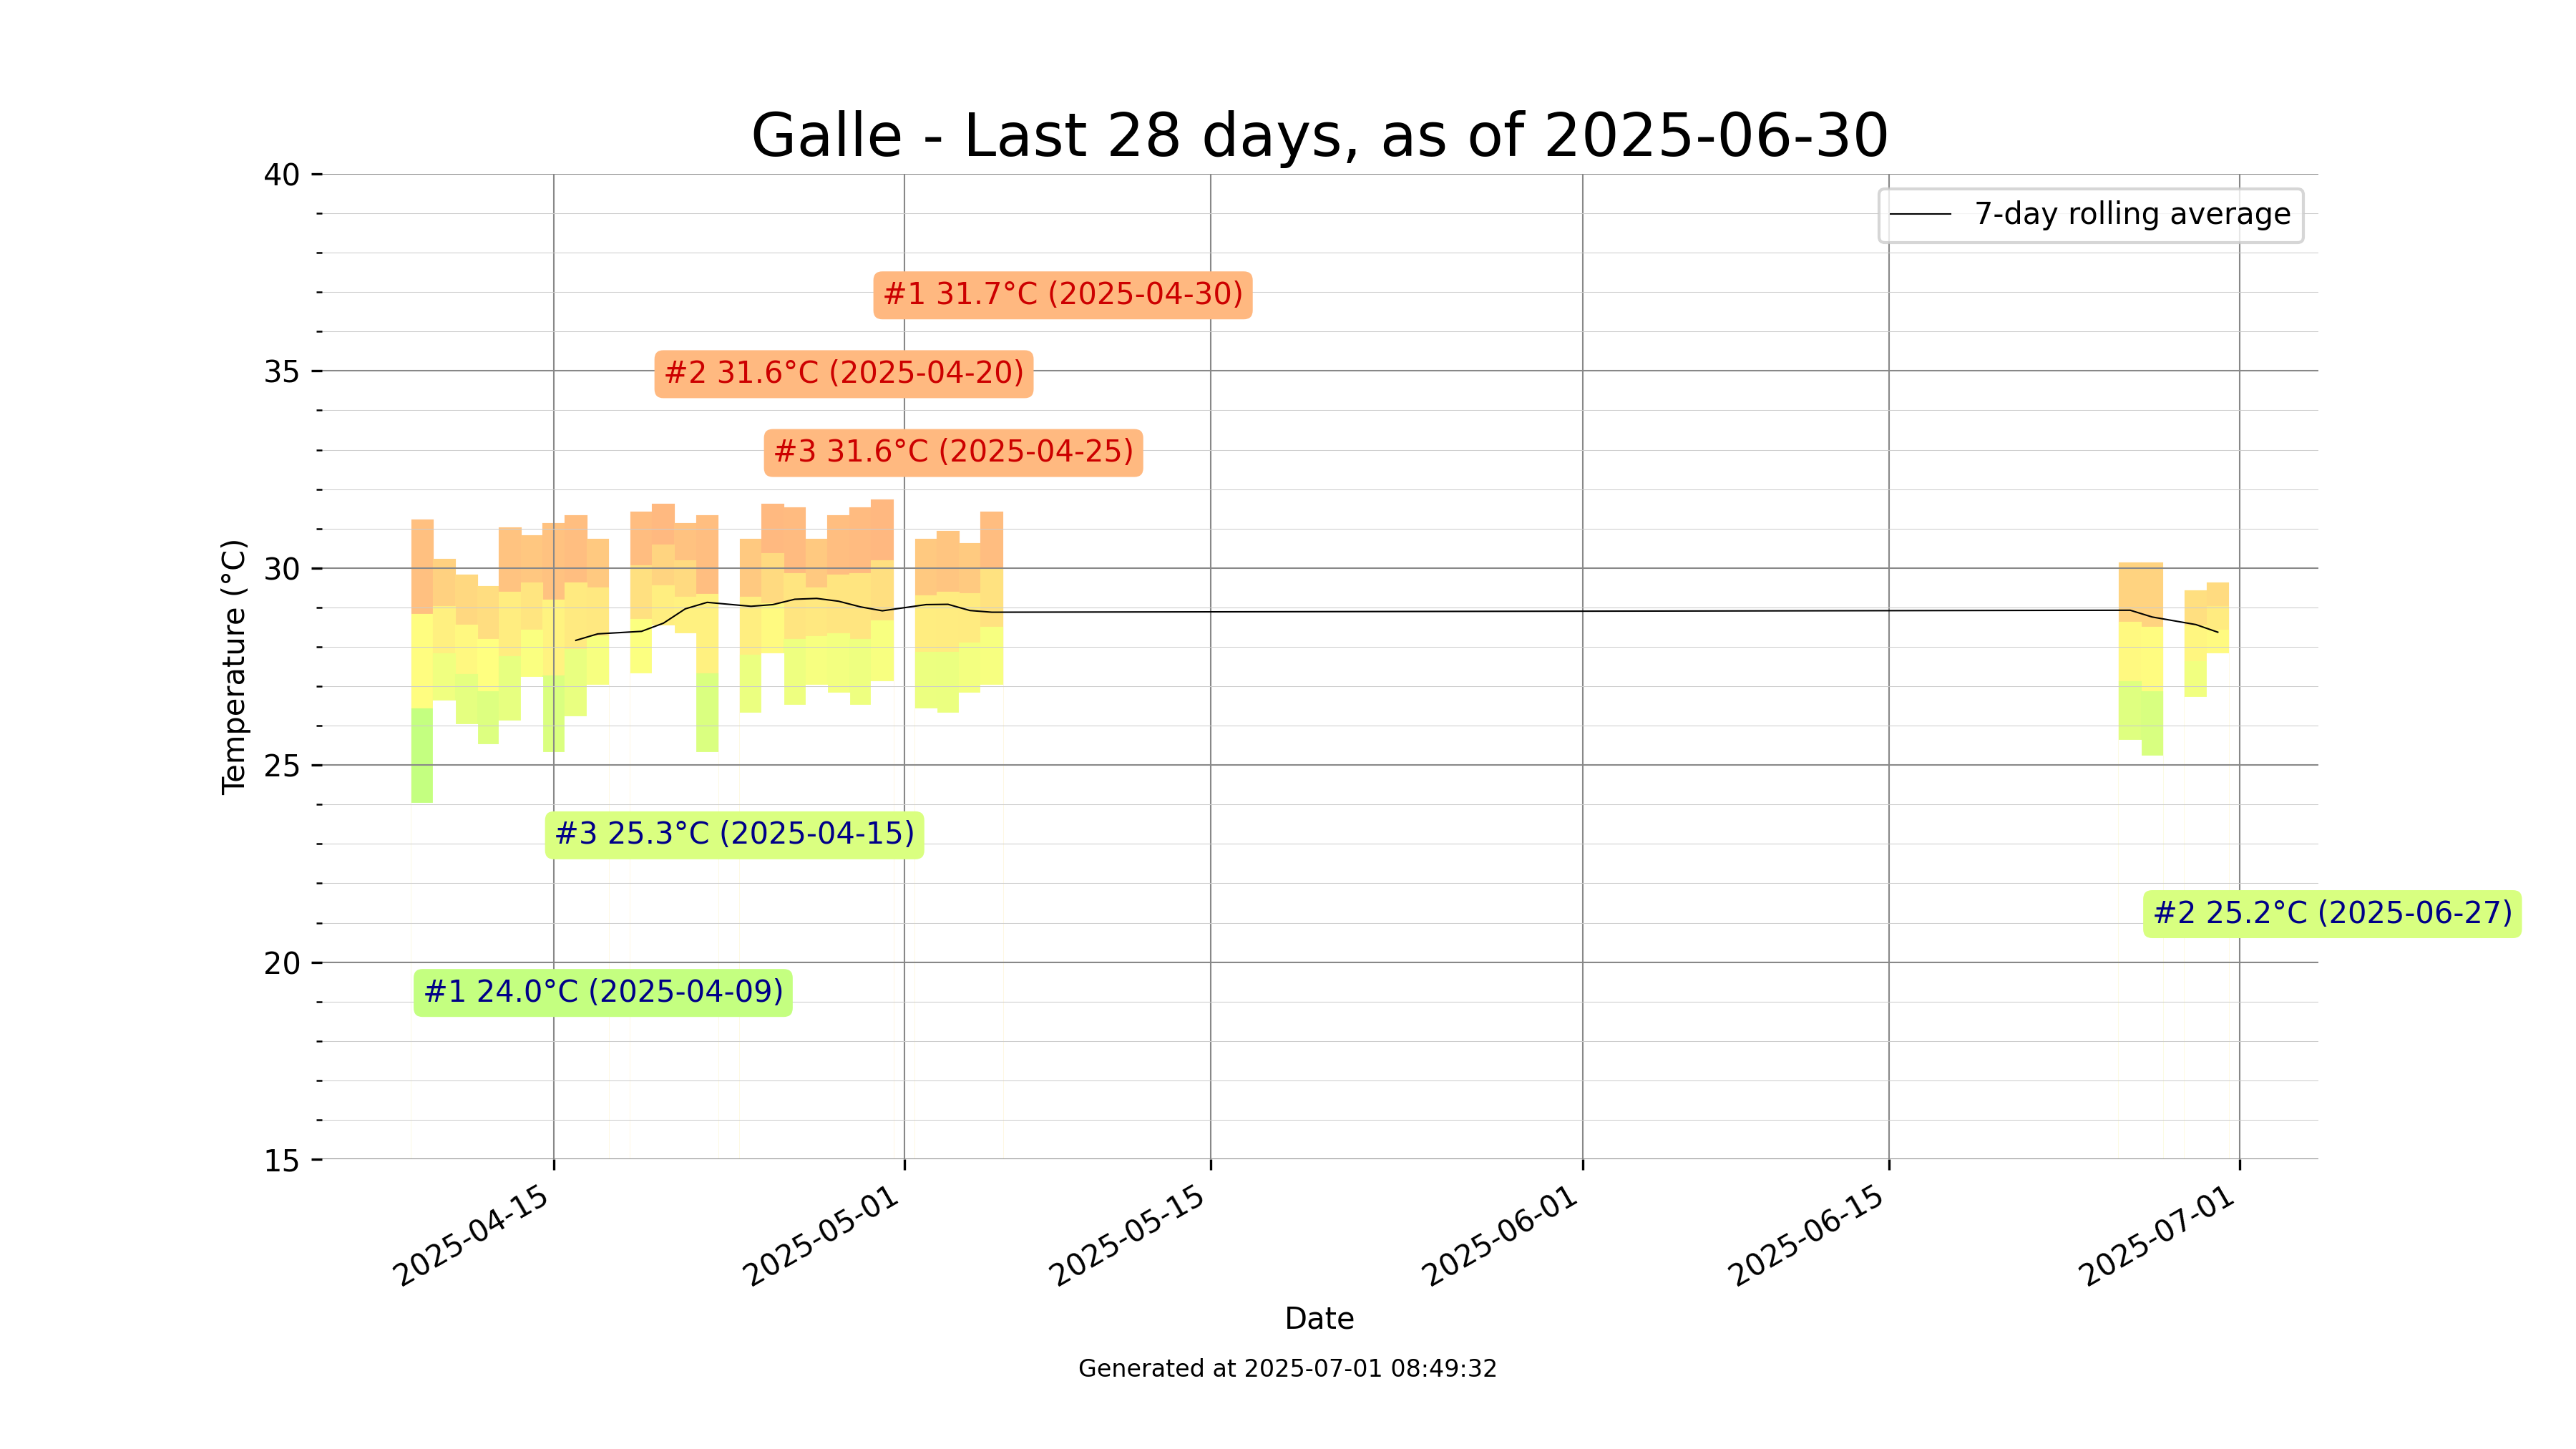 Galle - Last 28 days, as of 2025-06-30
40
7-day rolling average
#1 31.7°C (2025-04-30)
35
#2 31.6°C (2025-04-20)
#3 31.6°C (2025-04-25)
30
Temperature (°C)
25
#3 25.3°C (2025-04-15)
#2 25.2°C (2025-06-27)
20
#1 24.0°C (2025-04-09)
15
2025-04-15
2025-05-01
2025-05-15
2025-06-01
2025-06-15
2025-07-01
Date
Generated at 2025-07-01 08:49:32